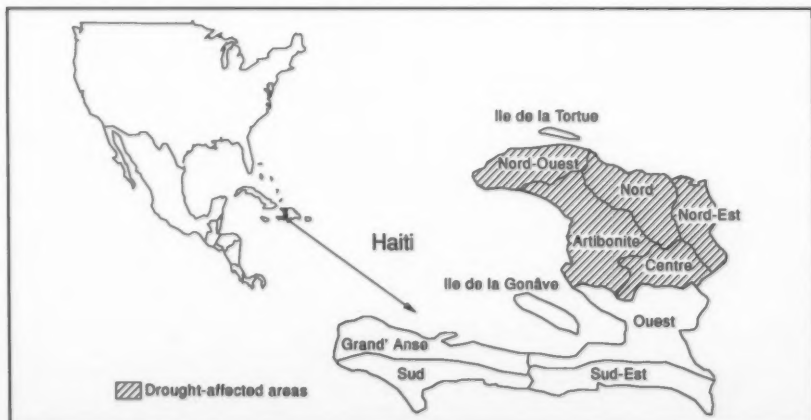 Ile de la Tortue
Nord-Ouest
Nord
Nord-Est
Haiti
Artibonite
Centre
Ile de la Gonâve
Ouest
Grand' Anse
Sud
Sud-Est
Drought-affected areas